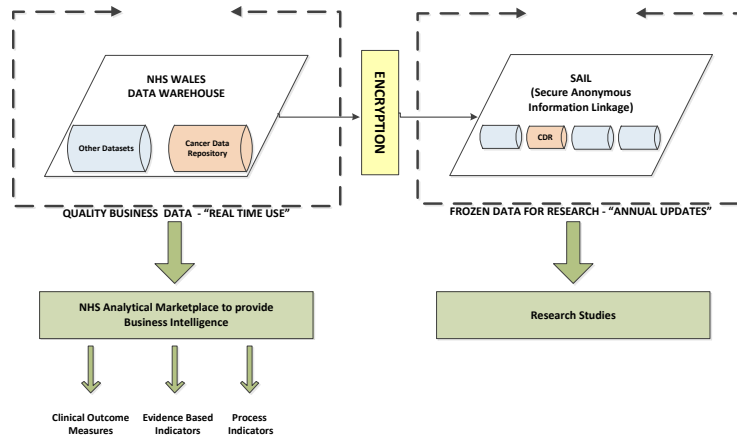 NHS WALES
DATA WAREHOUSE
Other Datasets
Cancer Data
Repository
ENCRYPTION
SAIL
(Secure Anonymous
Information Linkage)
CDR
QUALITY BUSINESS DATA - “REAL TIME USE”
FROZEN DATA FOR RESEARCH - “ANNUAL UPDATES”
NHS Analytical Marketplace to provide
Business Intelligence
Research Studies
Clinical Outcome
Measures
Evidence Based
Indicators
Process
Indicators